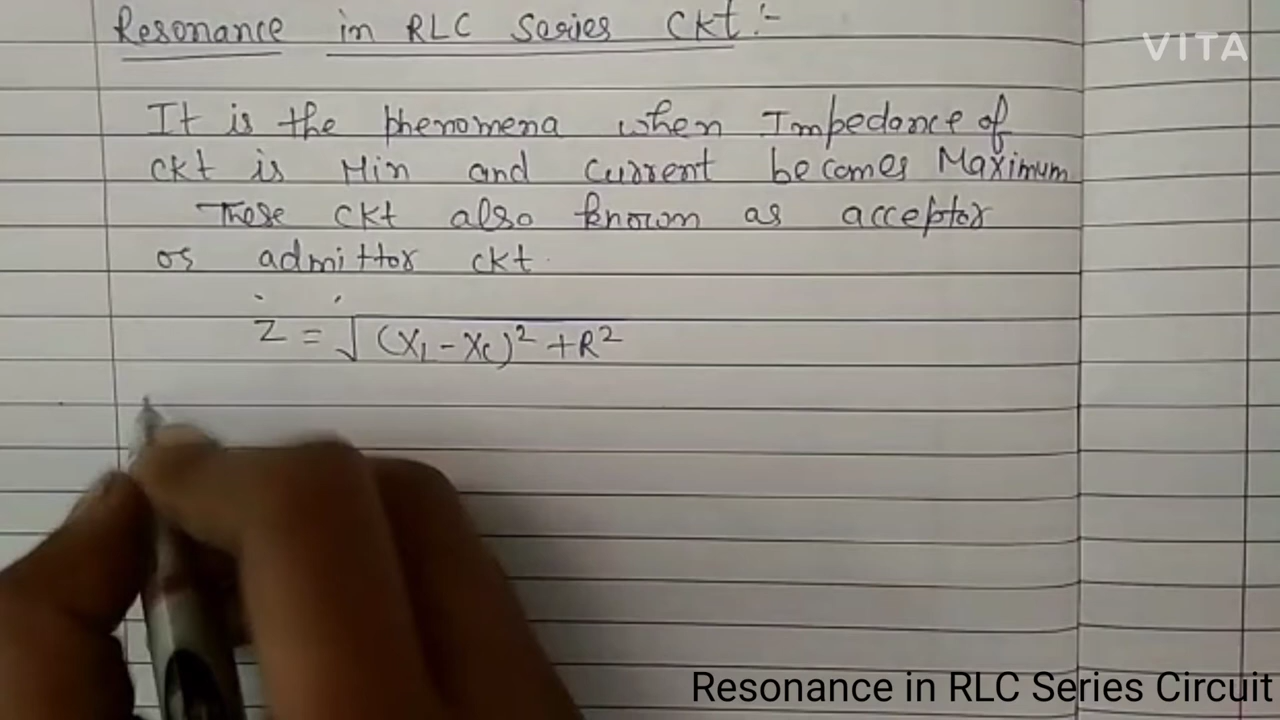 Resonance in RLC Series Ckt :-
VITA
It is the phenomena when Impedance of
ckt is Min and current becomes Maximum
These ckt also known as acceptor
or admittor ckt.
Z = √(XL - XC)² + R²
Resonance in RLC Series Circuit